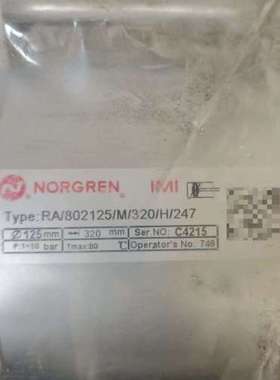 NORGREN IMI
Type:RA/802125/M/320/H/247
Ø 125 mm 320 mm Ser NO: C4215
P:1~16 bar Tmax:80 ℃ Operator's No. 746